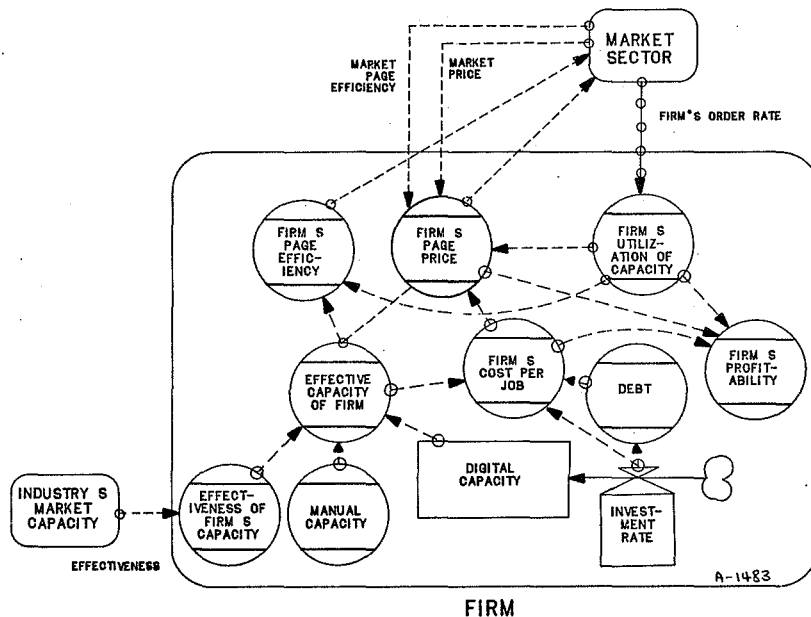 MARKET
SECTOR
MARKET
PAGE
EFFICIENCY
MARKET
PRICE
FIRM'S ORDER RATE
FIRM S
PAGE
EFFIC-
IENCY
FIRM S
PAGE
PRICE
FIRM S
UTILIZ-
ATION OF
CAPACITY
EFFECTIVE
CAPACITY
OF FIRM
FIRM S
COST PER
JOB
DEBT
FIRM S
PROFIT-
ABILITY
INDUSTRY S
MARKET
CAPACITY
EFFECTIVENESS
EFFECT-
IVENESS OF
FIRM S
CAPACITY
MANUAL
CAPACITY
DIGITAL
CAPACITY
INVEST-
MENT
RATE
A-1483
FIRM